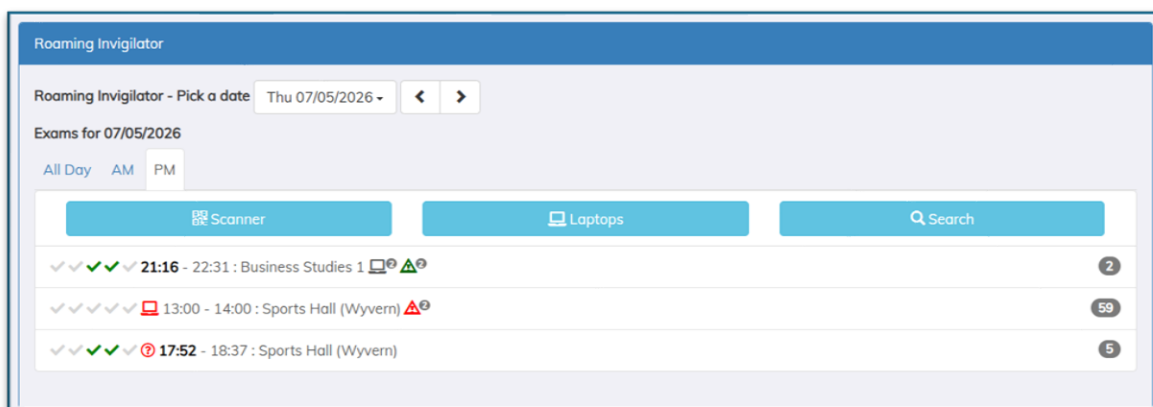 Roaming Invigilator
Roaming Invigilator - Pick a date Thu 07/05/2026
Exams for 07/05/2026
All Day AM PM
Scanner Laptops Search
21:16 - 22:31 : Business Studies 1 2 2 2
13:00 - 14:00 : Sports Hall (Wyvern) 2 59
17:52 - 18:37 : Sports Hall (Wyvern) 5